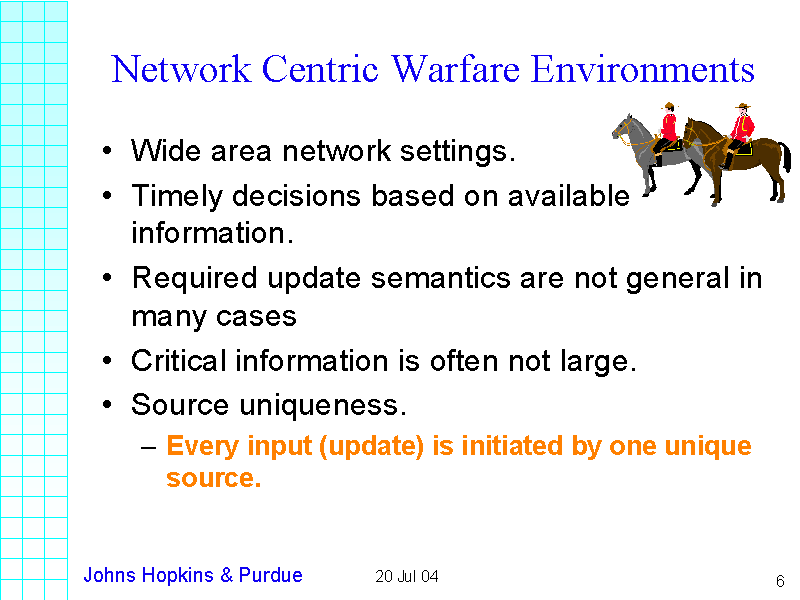 Network Centric Warfare Environments
• Wide area network settings.
• Timely decisions based on available
information.
• Required update semantics are not general in
many cases
• Critical information is often not large.
• Source uniqueness.
– Every input (update) is initiated by one unique
source.
Johns Hopkins & Purdue
20 Jul 04
6